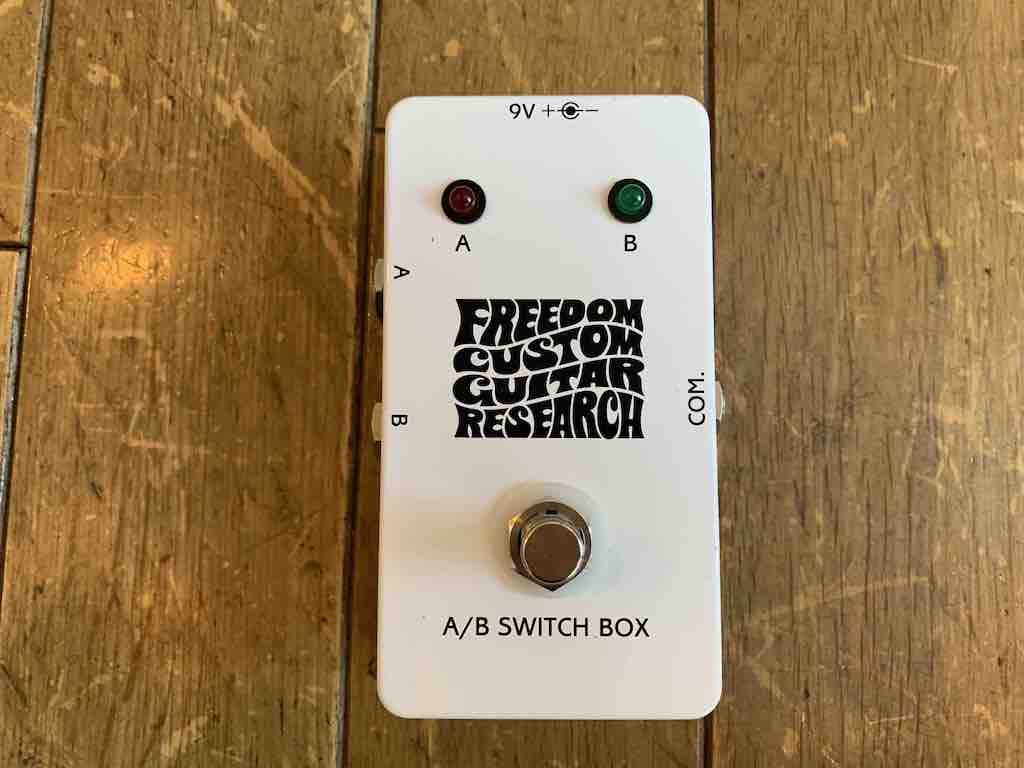 9V + −
A
B
A
FREEDOM
CUSTOM
GUITAR
RESEARCH
B
COM.
A/B SWITCH BOX